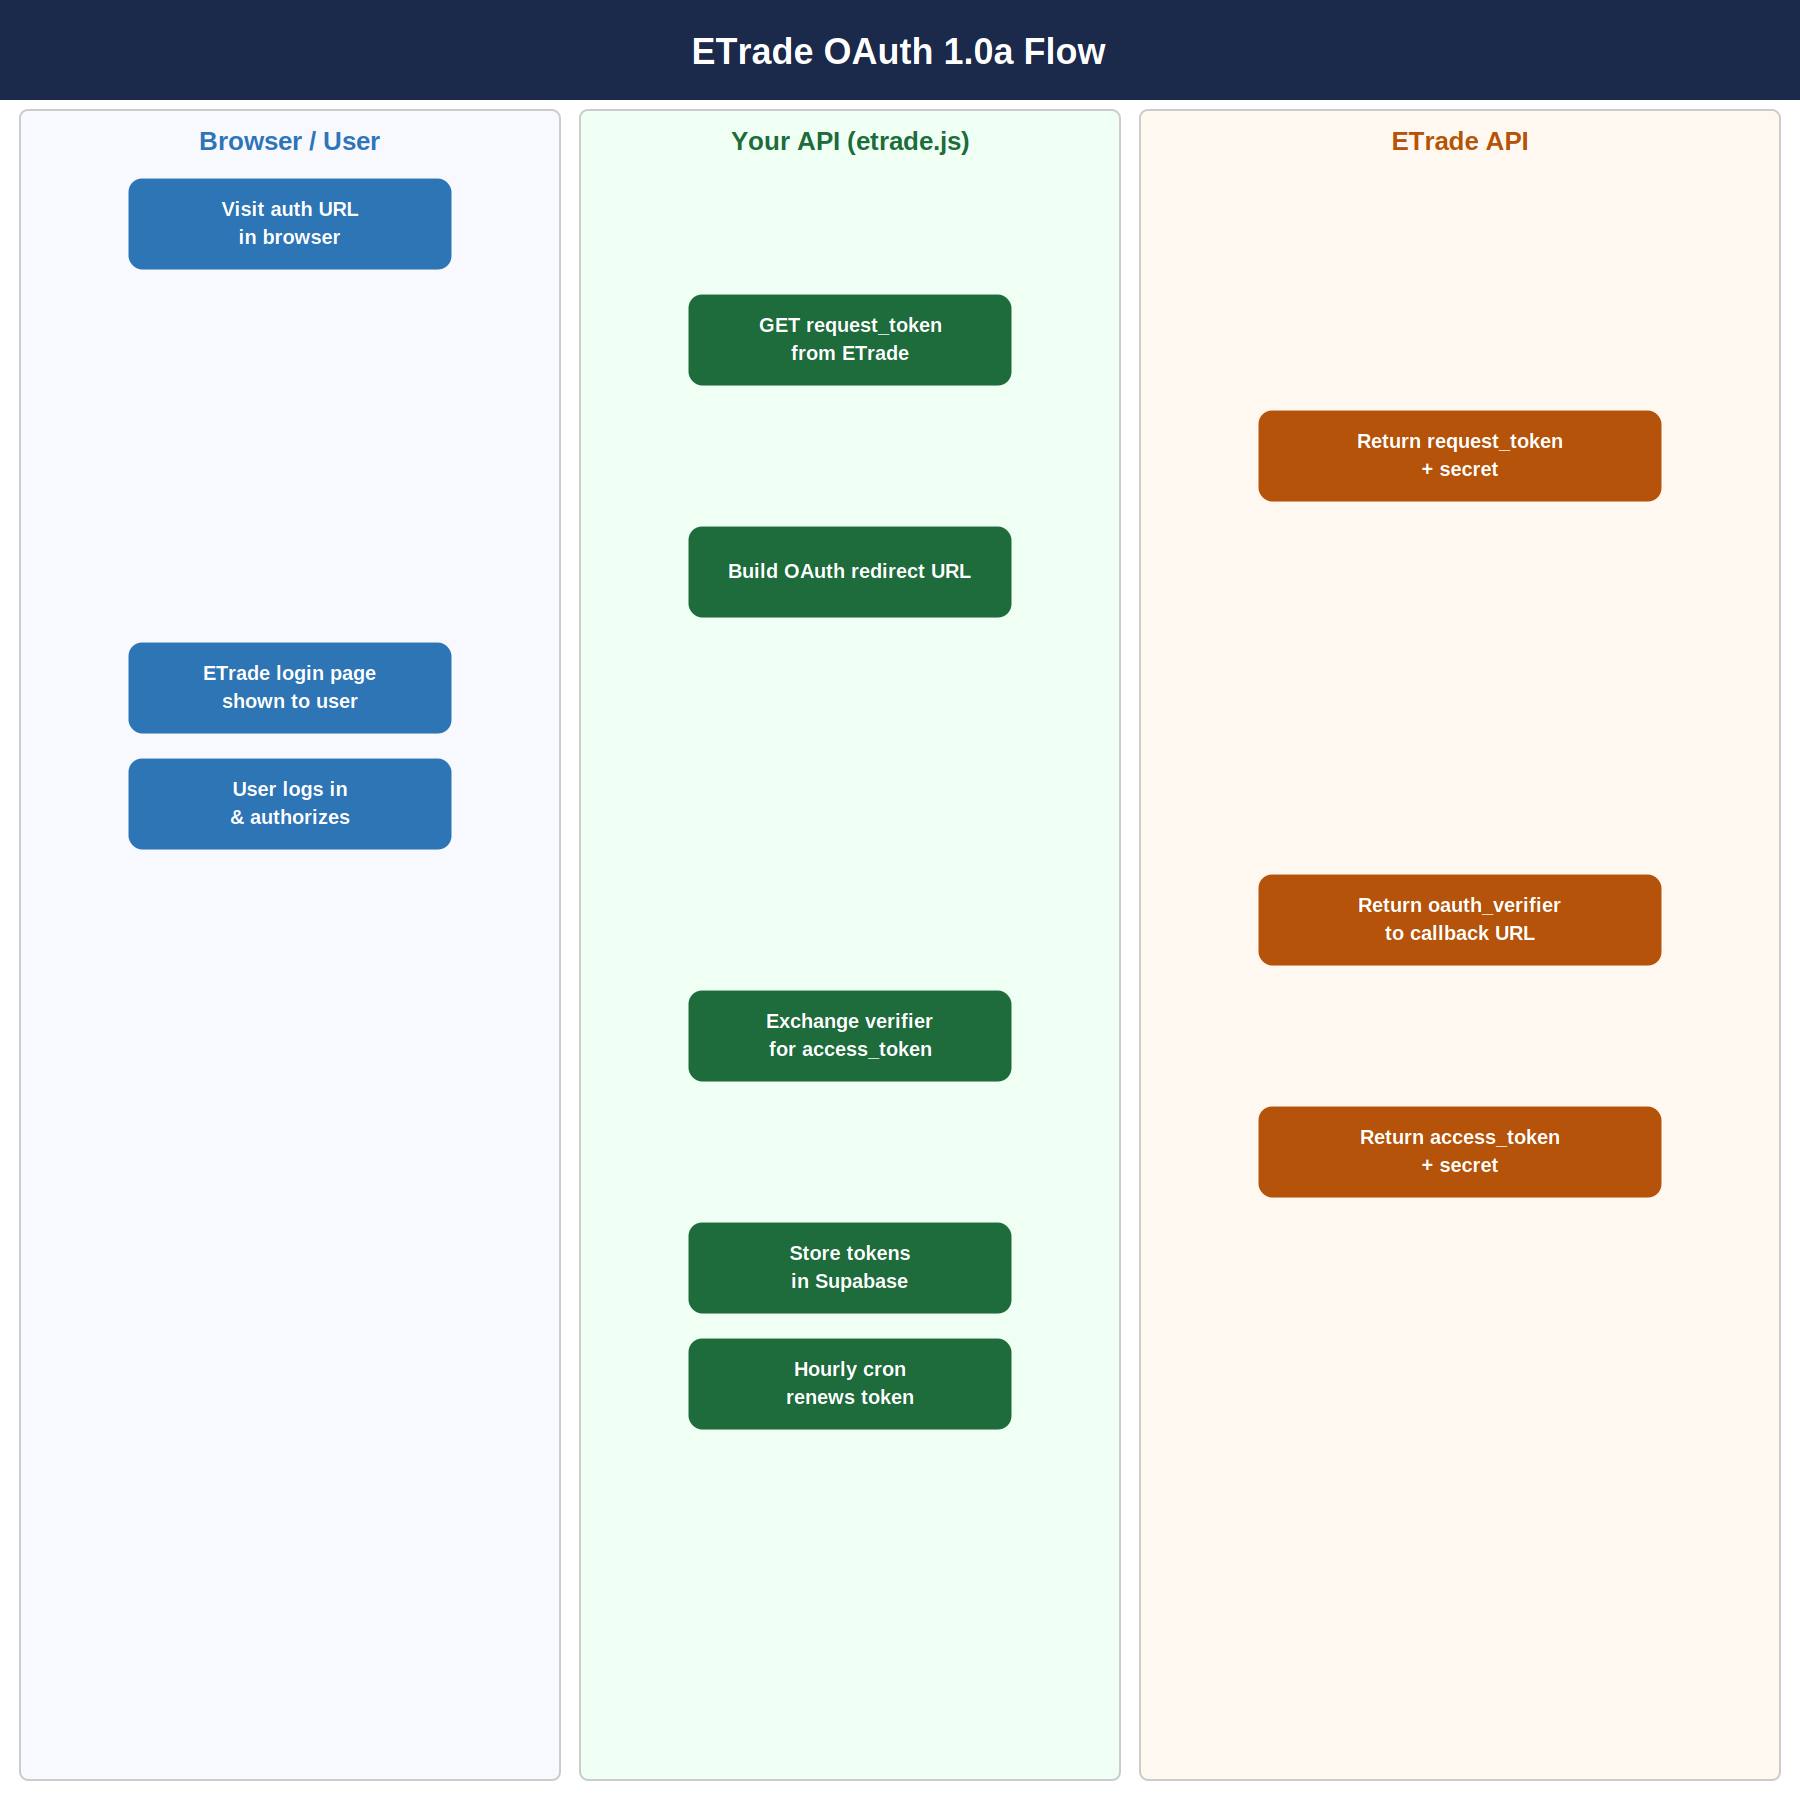 ETrade OAuth 1.0a Flow
Browser / User
Your API (etrade.js)
ETrade API
Visit auth URL
in browser
GET request_token
from ETrade
Return request_token
+ secret
Build OAuth redirect URL
ETrade login page
shown to user
User logs in
& authorizes
Return oauth_verifier
to callback URL
Exchange verifier
for access_token
Return access_token
+ secret
Store tokens
in Supabase
Hourly cron
renews token